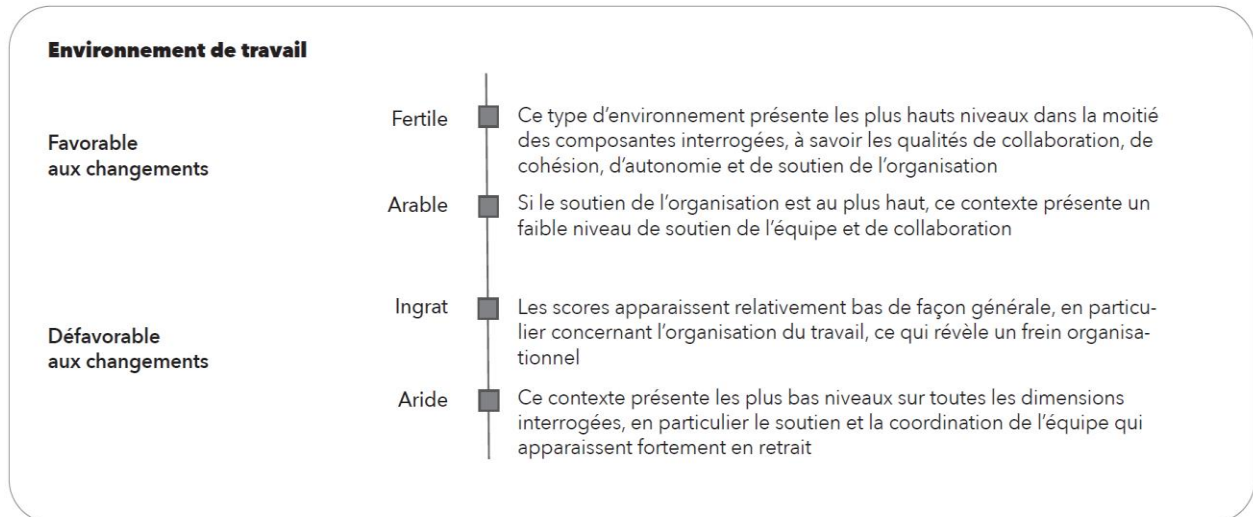 Environnement de travail
Favorable
aux changements
Fertile
Ce type d'environnement présente les plus hauts niveaux dans la moitié
des composantes interrogées, à savoir les qualités de collaboration, de
cohésion, d'autonomie et de soutien de l'organisation
Arable
Si le soutien de l'organisation est au plus haut, ce contexte présente un
faible niveau de soutien de l'équipe et de collaboration
Défavorable
aux changements
Ingrat
Les scores apparaissent relativement bas de façon générale, en particu-
lier concernant l'organisation du travail, ce qui révèle un frein organisa-
tionnel
Aride
Ce contexte présente les plus bas niveaux sur toutes les dimensions
interrogées, en particulier le soutien et la coordination de l'équipe qui
apparaissent fortement en retrait